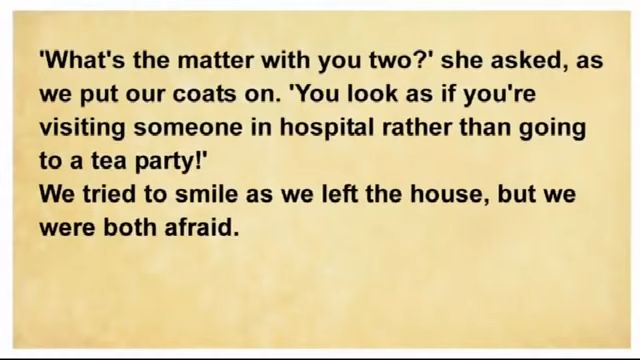 'What's the matter with you two?' she asked, as
we put our coats on. 'You look as if you're
visiting someone in hospital rather than going
to a tea party!'
We tried to smile as we left the house, but we
were both afraid.